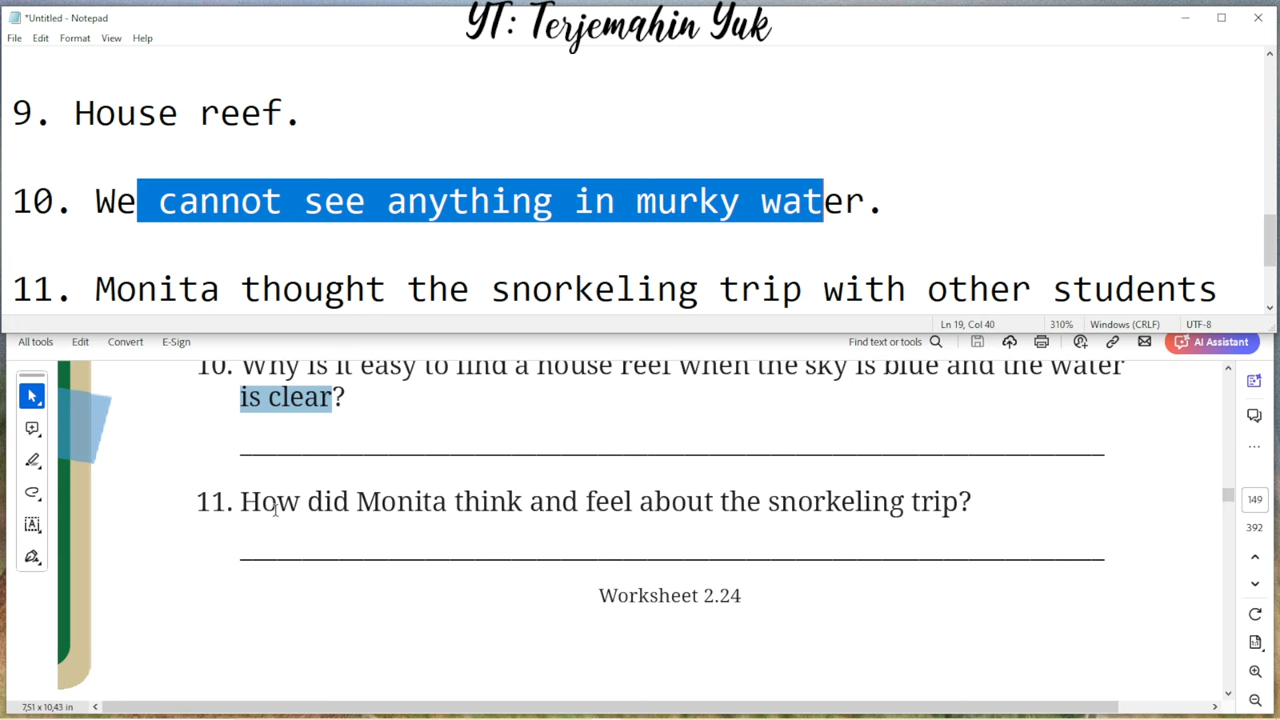 YT: Terjemahin Yuk
*Untitled - Notepad
File Edit Format View Help
9. House reef.
10. We cannot see anything in murky water.
11. Monita thought the snorkeling trip with other students
Ln 19, Col 40 310% Windows (CRLF) UTF-8
All tools Edit Convert E-Sign Find text or tools AI Assistant
10. Why is it easy to find a house reef when the sky is blue and the water
is clear?
11. How did Monita think and feel about the snorkeling trip?
Worksheet 2.24
149
392
7,51 x 10,43 in